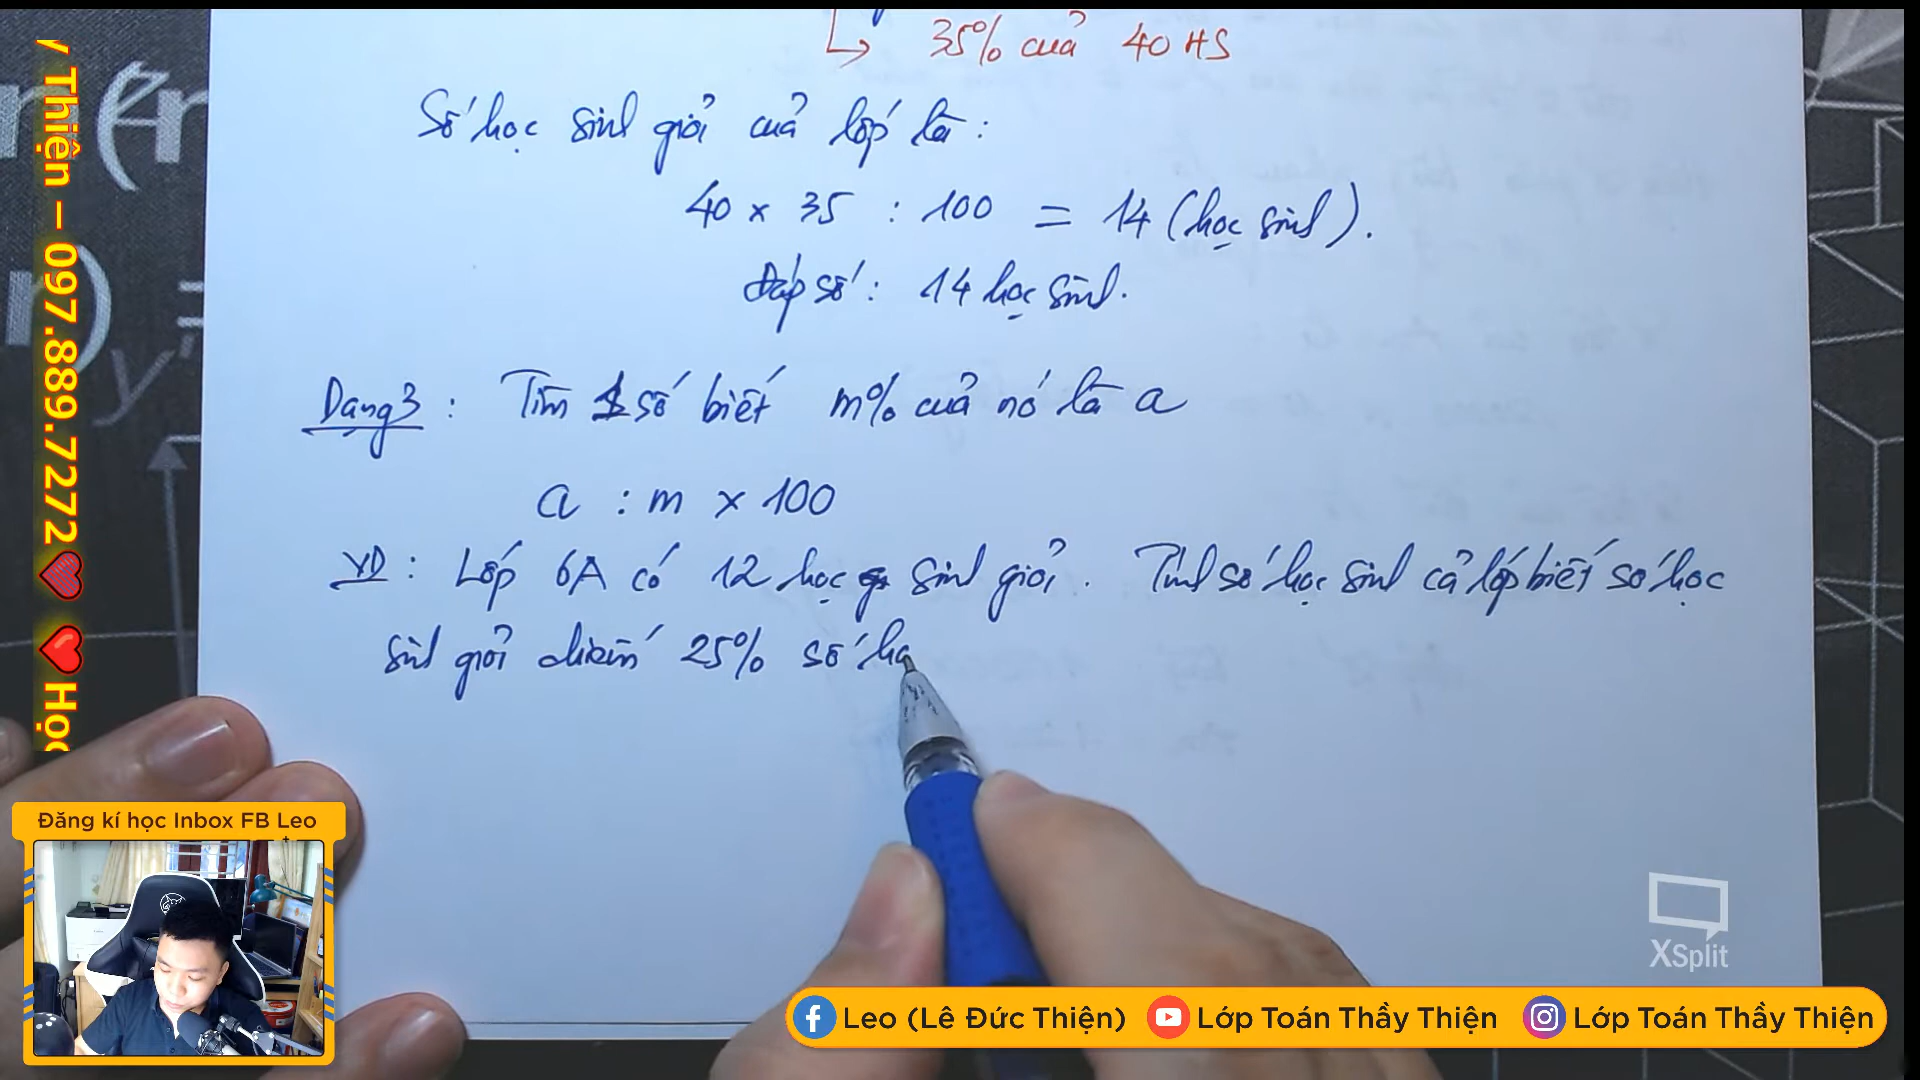 35% của 40 HS
Số học sinh giỏi của lớp là:
40 x 35 : 100 = 14 (học sinh).
Đáp số: 14 học sinh.
Dạng 3 : Tìm 1 số biết m% của nó là a
a : m x 100
VD : Lớp 6A có 12 học sinh giỏi. Tính số học sinh cả lớp biết số học
sinh giỏi chiếm 25% số họ
Thiện – 097.889.7272❤️ ❤️Học
Đăng kí học Inbox FB Leo
XSplit
Leo (Lê Đức Thiện) Lớp Toán Thầy Thiện Lớp Toán Thầy Thiện